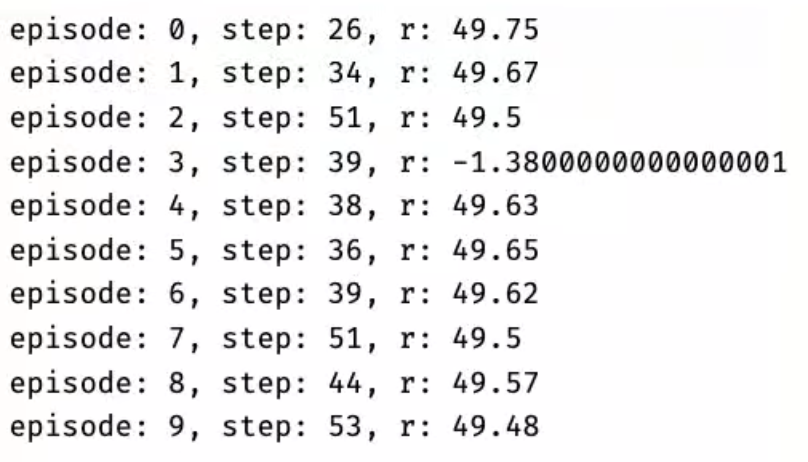 episode: 0, step: 26, r: 49.75
episode: 1, step: 34, r: 49.67
episode: 2, step: 51, r: 49.5
episode: 3, step: 39, r: -1.3800000000000001
episode: 4, step: 38, r: 49.63
episode: 5, step: 36, r: 49.65
episode: 6, step: 39, r: 49.62
episode: 7, step: 51, r: 49.5
episode: 8, step: 44, r: 49.57
episode: 9, step: 53, r: 49.48